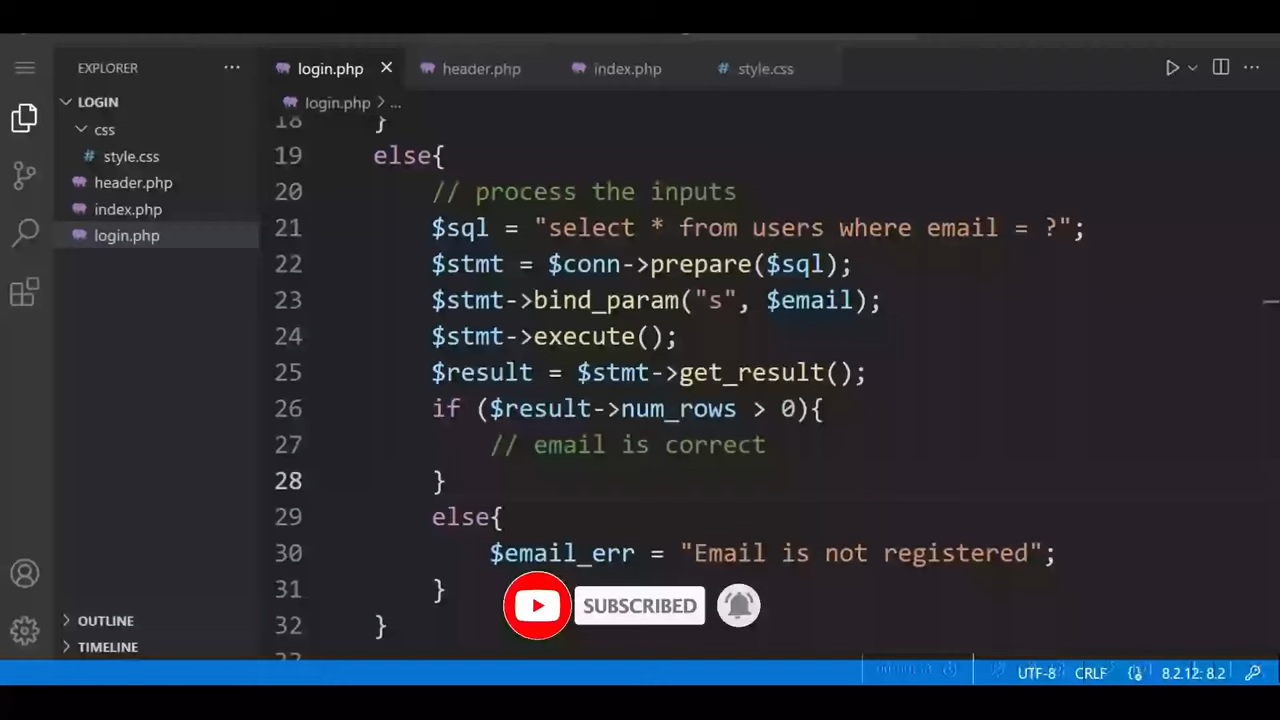 EXPLORER
LOGIN
css
# style.css
header.php
index.php
login.php
OUTLINE
TIMELINE
login.php
header.php
index.php
# style.css
login.php > ...
18 }
19 else{
20 // process the inputs
21 $sql = "select * from users where email = ?";
22 $stmt = $conn->prepare($sql);
23 $stmt->bind_param("s", $email);
24 $stmt->execute();
25 $result = $stmt->get_result();
26 if ($result->num_rows > 0){
27 // email is correct
28 }
29 else{
30 $email_err = "Email is not registered";
31 }
32 }
SUBSCRIBED
UTF-8 CRLF 8.2.12: 8.2